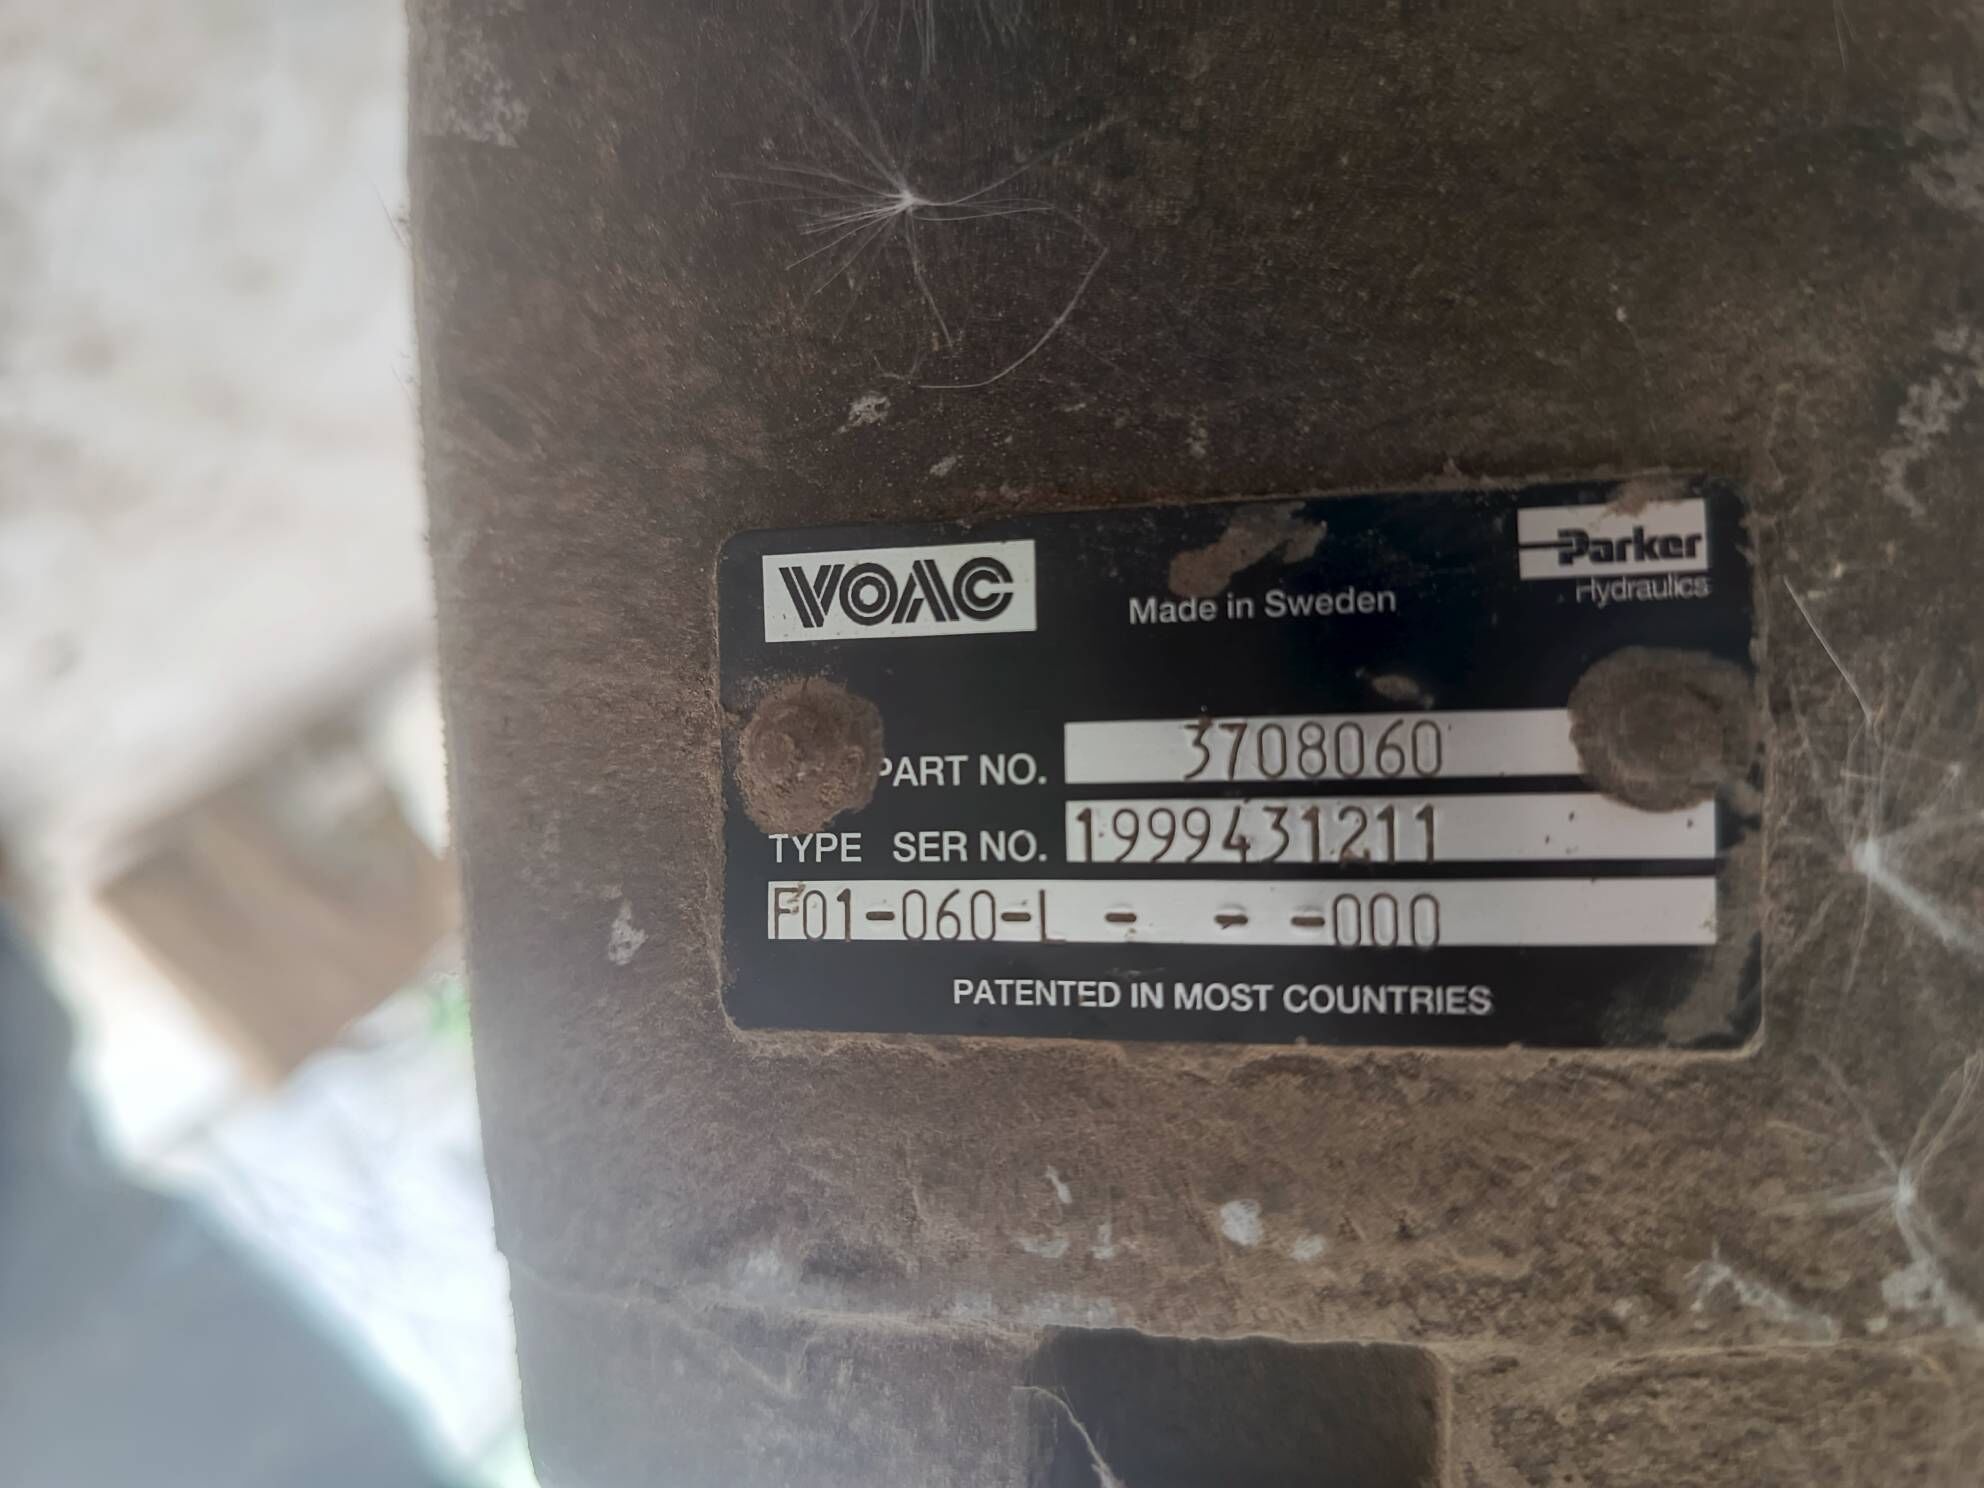 VOAC
Made in Sweden
Parker
Hydraulics
PART NO. 3708060
TYPE SER NO. 1999431211
F01-060-L - - -000
PATENTED IN MOST COUNTRIES